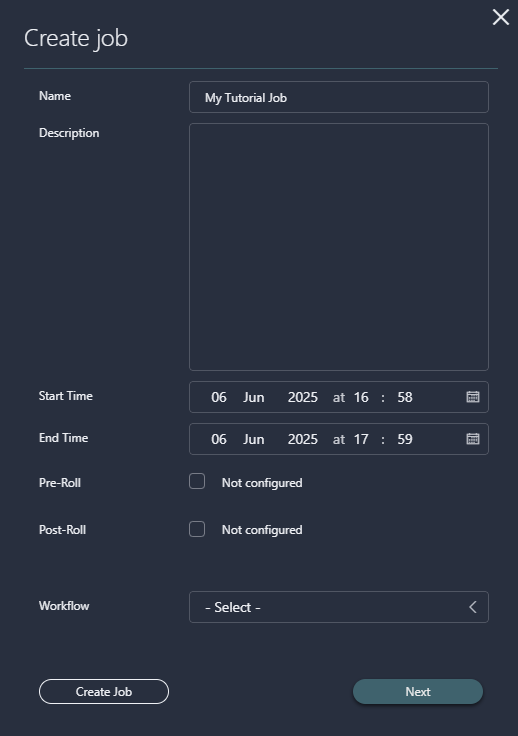 Create job
Name
My Tutorial Job
Description
Start Time
06 Jun 2025 at 16 : 58
End Time
06 Jun 2025 at 17 : 59
Pre-Roll
Not configured
Post-Roll
Not configured
Workflow
- Select -
Create Job
Next